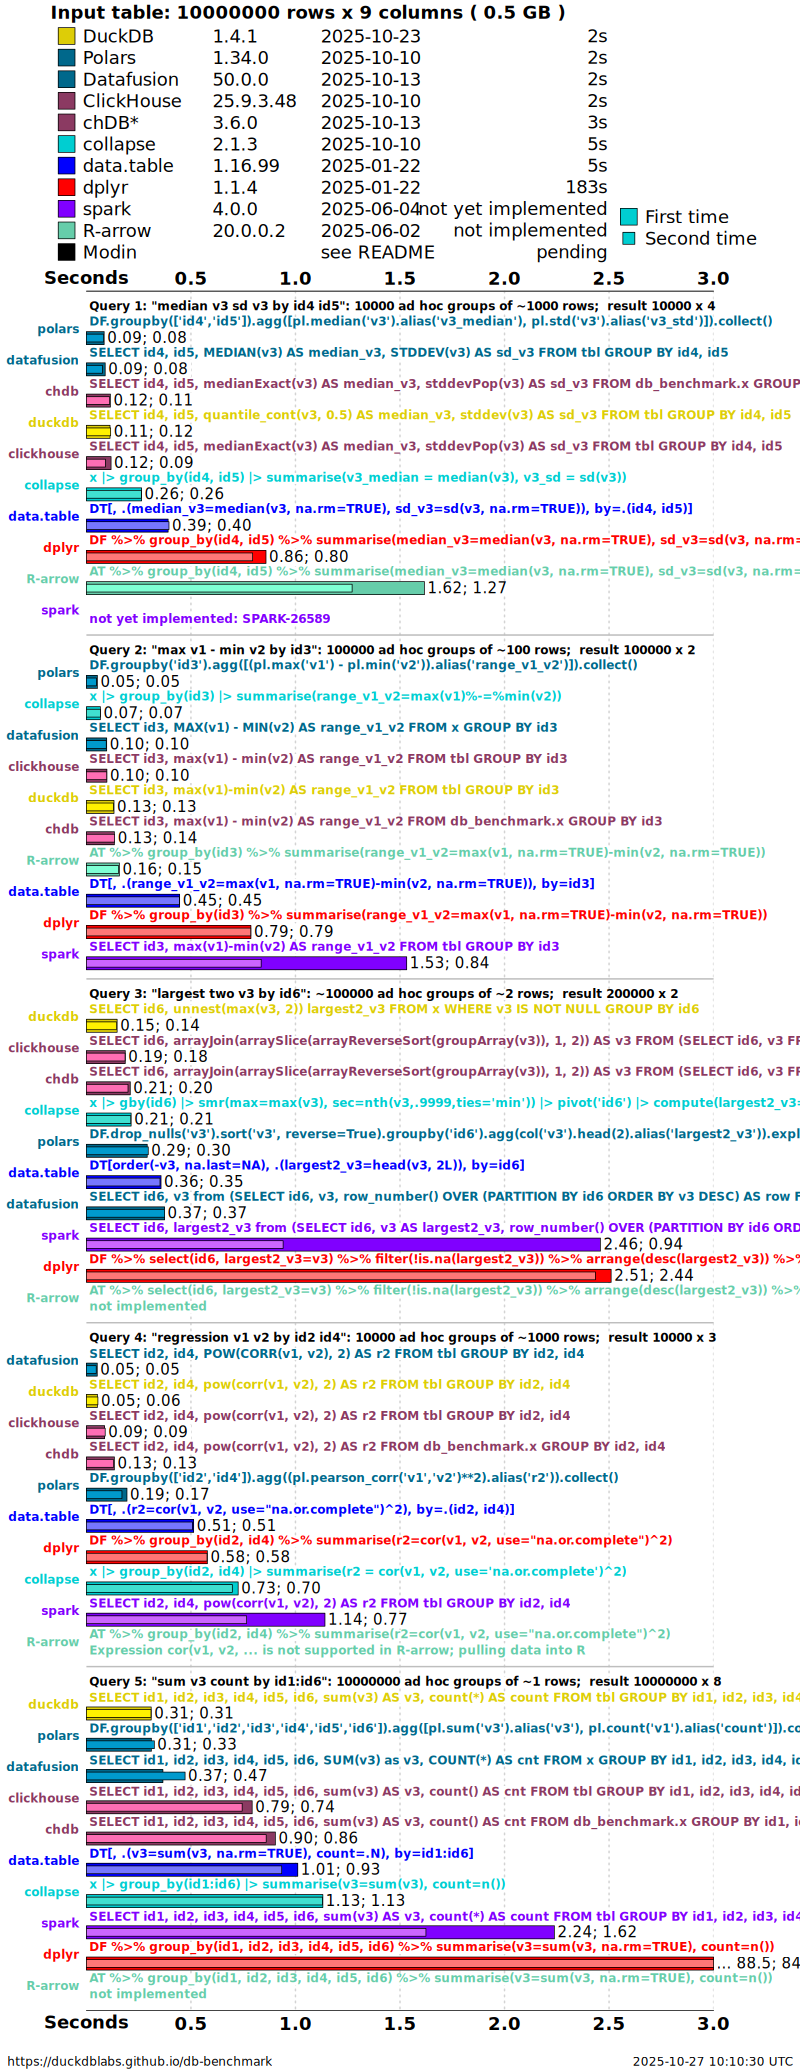 Input table: 10000000 rows x 9 columns ( 0.5 GB )
DuckDB 1.4.1 2025-10-23 2s
Polars 1.34.0 2025-10-10 2s
Datafusion 50.0.0 2025-10-13 2s
ClickHouse 25.9.3.48 2025-10-10 2s
chDB* 3.6.0 2025-10-13 3s
collapse 2.1.3 2025-10-10 5s
data.table 1.16.99 2025-01-22 5s
dplyr 1.1.4 2025-01-22 183s
spark 4.0.0 2025-06-04 not yet implemented
R-arrow 20.0.0.2 2025-06-02 not implemented
Modin see README pending
First time
Second time
Seconds 0.5 1.0 1.5 2.0 2.5 3.0
Query 1: "median v3 sd v3 by id4 id5": 10000 ad hoc groups of ~1000 rows; result 10000 x 4
DF.groupby(['id4','id5']).agg([pl.median('v3').alias('v3_median'), pl.std('v3').alias('v3_std')]).collect()
polars 0.09; 0.08
SELECT id4, id5, MEDIAN(v3) AS median_v3, STDDEV(v3) AS sd_v3 FROM tbl GROUP BY id4, id5
datafusion 0.09; 0.08
SELECT id4, id5, medianExact(v3) AS median_v3, stddevPop(v3) AS sd_v3 FROM db_benchmark.x GROUP
chdb 0.12; 0.11
SELECT id4, id5, quantile_cont(v3, 0.5) AS median_v3, stddev(v3) AS sd_v3 FROM tbl GROUP BY id4, id5
duckdb 0.11; 0.12
SELECT id4, id5, medianExact(v3) AS median_v3, stddevPop(v3) AS sd_v3 FROM tbl GROUP BY id4, id5
clickhouse 0.12; 0.09
x |> group_by(id4, id5) |> summarise(v3_median = median(v3), v3_sd = sd(v3))
collapse 0.26; 0.26
DT[, .(median_v3=median(v3, na.rm=TRUE), sd_v3=sd(v3, na.rm=TRUE)), by=.(id4, id5)]
data.table 0.39; 0.40
DF %>% group_by(id4, id5) %>% summarise(median_v3=median(v3, na.rm=TRUE), sd_v3=sd(v3, na.rm=
dplyr 0.86; 0.80
AT %>% group_by(id4, id5) %>% summarise(median_v3=median(v3, na.rm=TRUE), sd_v3=sd(v3, na.rm=
R-arrow 1.62; 1.27
spark not yet implemented: SPARK-26589
Query 2: "max v1 - min v2 by id3": 100000 ad hoc groups of ~100 rows; result 100000 x 2
DF.groupby('id3').agg([(pl.max('v1') - pl.min('v2')).alias('range_v1_v2')]).collect()
polars 0.05; 0.05
x |> group_by(id3) |> summarise(range_v1_v2=max(v1)%-=%min(v2))
collapse 0.07; 0.07
SELECT id3, MAX(v1) - MIN(v2) AS range_v1_v2 FROM x GROUP BY id3
datafusion 0.10; 0.10
SELECT id3, max(v1) - min(v2) AS range_v1_v2 FROM tbl GROUP BY id3
clickhouse 0.10; 0.10
SELECT id3, max(v1)-min(v2) AS range_v1_v2 FROM tbl GROUP BY id3
duckdb 0.13; 0.13
SELECT id3, max(v1) - min(v2) AS range_v1_v2 FROM db_benchmark.x GROUP BY id3
chdb 0.13; 0.14
AT %>% group_by(id3) %>% summarise(range_v1_v2=max(v1, na.rm=TRUE)-min(v2, na.rm=TRUE))
R-arrow 0.16; 0.15
DT[, .(range_v1_v2=max(v1, na.rm=TRUE)-min(v2, na.rm=TRUE)), by=id3]
data.table 0.45; 0.45
DF %>% group_by(id3) %>% summarise(range_v1_v2=max(v1, na.rm=TRUE)-min(v2, na.rm=TRUE))
dplyr 0.79; 0.79
SELECT id3, max(v1)-min(v2) AS range_v1_v2 FROM tbl GROUP BY id3
spark 1.53; 0.84
Query 3: "largest two v3 by id6": ~100000 ad hoc groups of ~2 rows; result 200000 x 2
SELECT id6, unnest(max(v3, 2)) largest2_v3 FROM x WHERE v3 IS NOT NULL GROUP BY id6
duckdb 0.15; 0.14
SELECT id6, arrayJoin(arraySlice(arrayReverseSort(groupArray(v3)), 1, 2)) AS v3 FROM (SELECT id6, v3 FR
clickhouse 0.19; 0.18
SELECT id6, arrayJoin(arraySlice(arrayReverseSort(groupArray(v3)), 1, 2)) AS v3 FROM (SELECT id6, v3 FR
chdb 0.21; 0.20
x |> gby(id6) |> smr(max=max(v3), sec=nth(v3,.9999,ties='min')) |> pivot('id6') |> compute(largest2_v3=
collapse 0.21; 0.21
DF.drop_nulls('v3').sort('v3', reverse=True).groupby('id6').agg(col('v3').head(2).alias('largest2_v3')).expl
polars 0.29; 0.30
DT[order(-v3, na.last=NA), .(largest2_v3=head(v3, 2L)), by=id6]
data.table 0.36; 0.35
SELECT id6, v3 from (SELECT id6, v3, row_number() OVER (PARTITION BY id6 ORDER BY v3 DESC) AS row F
datafusion 0.37; 0.37
SELECT id6, largest2_v3 from (SELECT id6, v3 AS largest2_v3, row_number() OVER (PARTITION BY id6 ORD
spark 2.46; 0.94
DF %>% select(id6, largest2_v3=v3) %>% filter(!is.na(largest2_v3)) %>% arrange(desc(largest2_v3)) %>%
dplyr 2.51; 2.44
AT %>% select(id6, largest2_v3=v3) %>% filter(!is.na(largest2_v3)) %>% arrange(desc(largest2_v3)) %>%
R-arrow not implemented
Query 4: "regression v1 v2 by id2 id4": 10000 ad hoc groups of ~1000 rows; result 10000 x 3
SELECT id2, id4, POW(CORR(v1, v2), 2) AS r2 FROM tbl GROUP BY id2, id4
datafusion 0.05; 0.05
SELECT id2, id4, pow(corr(v1, v2), 2) AS r2 FROM tbl GROUP BY id2, id4
duckdb 0.05; 0.06
SELECT id2, id4, pow(corr(v1, v2), 2) AS r2 FROM tbl GROUP BY id2, id4
clickhouse 0.09; 0.09
SELECT id2, id4, pow(corr(v1, v2), 2) AS r2 FROM db_benchmark.x GROUP BY id2, id4
chdb 0.13; 0.13
DF.groupby(['id2','id4']).agg((pl.pearson_corr('v1','v2')**2).alias('r2')).collect()
polars 0.19; 0.17
DT[, .(r2=cor(v1, v2, use="na.or.complete")^2), by=.(id2, id4)]
data.table 0.51; 0.51
DF %>% group_by(id2, id4) %>% summarise(r2=cor(v1, v2, use="na.or.complete")^2)
dplyr 0.58; 0.58
x |> group_by(id2, id4) |> summarise(r2 = cor(v1, v2, use='na.or.complete')^2)
collapse 0.73; 0.70
SELECT id2, id4, pow(corr(v1, v2), 2) AS r2 FROM tbl GROUP BY id2, id4
spark 1.14; 0.77
AT %>% group_by(id2, id4) %>% summarise(r2=cor(v1, v2, use="na.or.complete")^2)
R-arrow Expression cor(v1, v2, ... is not supported in R-arrow; pulling data into R
Query 5: "sum v3 count by id1:id6": 10000000 ad hoc groups of ~1 rows; result 10000000 x 8
SELECT id1, id2, id3, id4, id5, id6, sum(v3) AS v3, count(*) AS count FROM tbl GROUP BY id1, id2, id3, id4
duckdb 0.31; 0.31
DF.groupby(['id1','id2','id3','id4','id5','id6']).agg([pl.sum('v3').alias('v3'), pl.count('v1').alias('count')]).co
polars 0.31; 0.33
SELECT id1, id2, id3, id4, id5, id6, SUM(v3) as v3, COUNT(*) AS cnt FROM x GROUP BY id1, id2, id3, id4, id
datafusion 0.37; 0.47
SELECT id1, id2, id3, id4, id5, id6, sum(v3) AS v3, count() AS cnt FROM tbl GROUP BY id1, id2, id3, id4, id
clickhouse 0.79; 0.74
SELECT id1, id2, id3, id4, id5, id6, sum(v3) AS v3, count() AS cnt FROM db_benchmark.x GROUP BY id1, i
chdb 0.90; 0.86
DT[, .(v3=sum(v3, na.rm=TRUE), count=.N), by=id1:id6]
data.table 1.01; 0.93
x |> group_by(id1:id6) |> summarise(v3=sum(v3), count=n())
collapse 1.13; 1.13
SELECT id1, id2, id3, id4, id5, id6, sum(v3) AS v3, count(*) AS count FROM tbl GROUP BY id1, id2, id3, id4
spark 2.24; 1.62
DF %>% group_by(id1, id2, id3, id4, id5, id6) %>% summarise(v3=sum(v3, na.rm=TRUE), count=n())
dplyr ... 88.5; 84
AT %>% group_by(id1, id2, id3, id4, id5, id6) %>% summarise(v3=sum(v3, na.rm=TRUE), count=n())
R-arrow not implemented
Seconds 0.5 1.0 1.5 2.0 2.5 3.0
https://duckdblabs.github.io/db-benchmark 2025-10-27 10:10:30 UTC